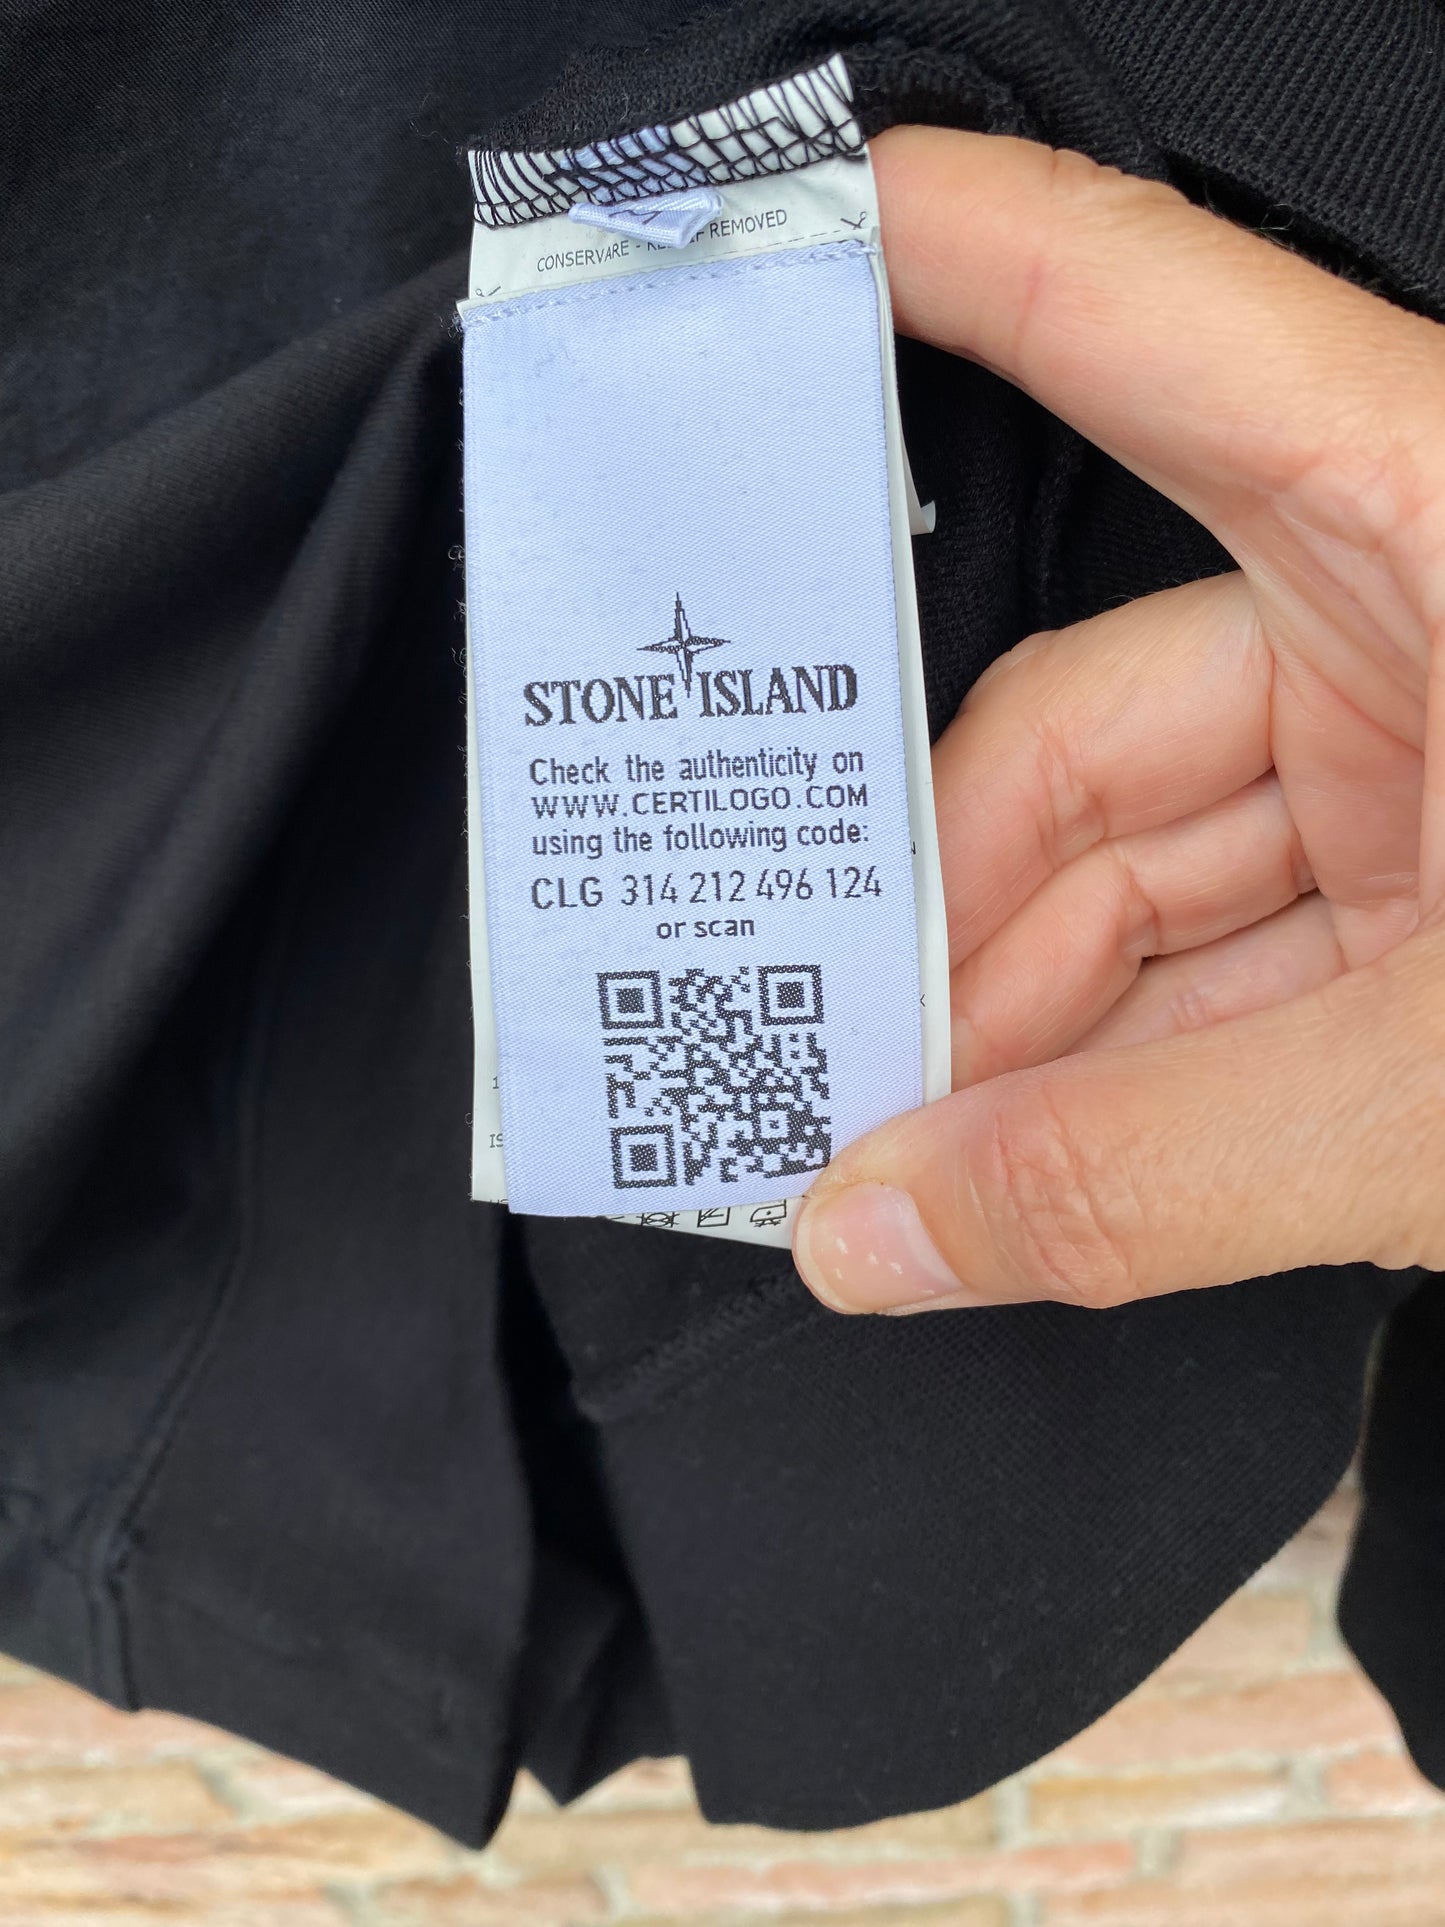 CONSERVARE - REMOVED
STONE ISLAND
Check the authenticity on
WWW.CERTILOGO.COM
using the following code:
CLG 314 212 496 124
or scan